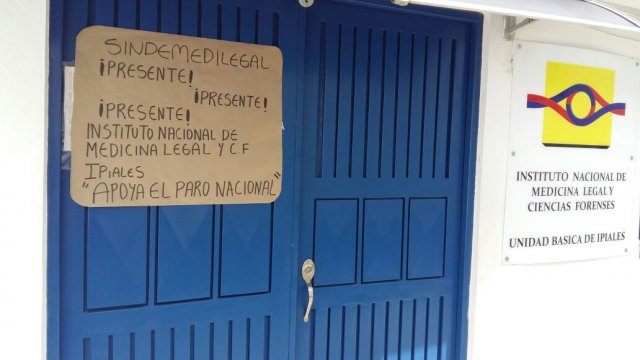 SINDEMEDILEGAL
¡PRESENTE!
¡PRESENTE!
¡PRESENTE!
INSTITUTO NACIONAL DE
MEDICINA LEGAL Y C.F
IPIALES
"APOYA EL PARO NACIONAL"
INSTITUTO NACIONAL DE
MEDICINA LEGAL Y
CIENCIAS FORENSES
UNIDAD BASICA DE IPIALES